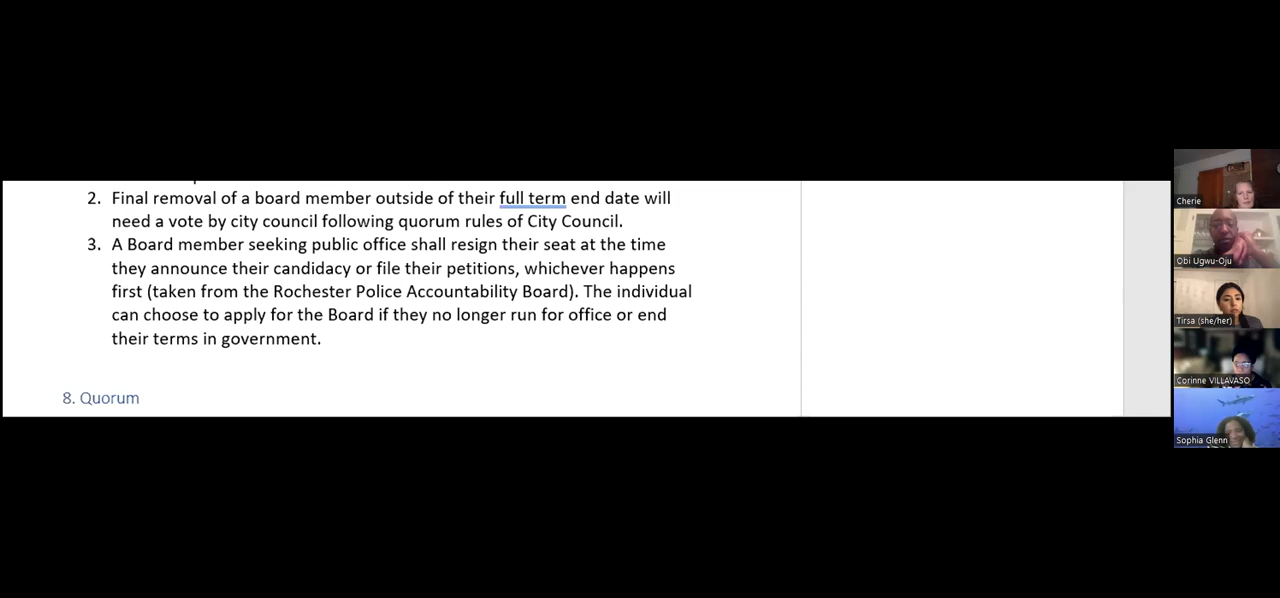 2. Final removal of a board member outside of their full term end date will
need a vote by city council following quorum rules of City Council.
3. A Board member seeking public office shall resign their seat at the time
they announce their candidacy or file their petitions, whichever happens
first (taken from the Rochester Police Accountability Board). The individual
can choose to apply for the Board if they no longer run for office or end
their terms in government.
8. Quorum
Cherie
Obi Ugwu-Oju
Tirsa (she/her)
Corinne VILLAVASO
Sophia Glenn